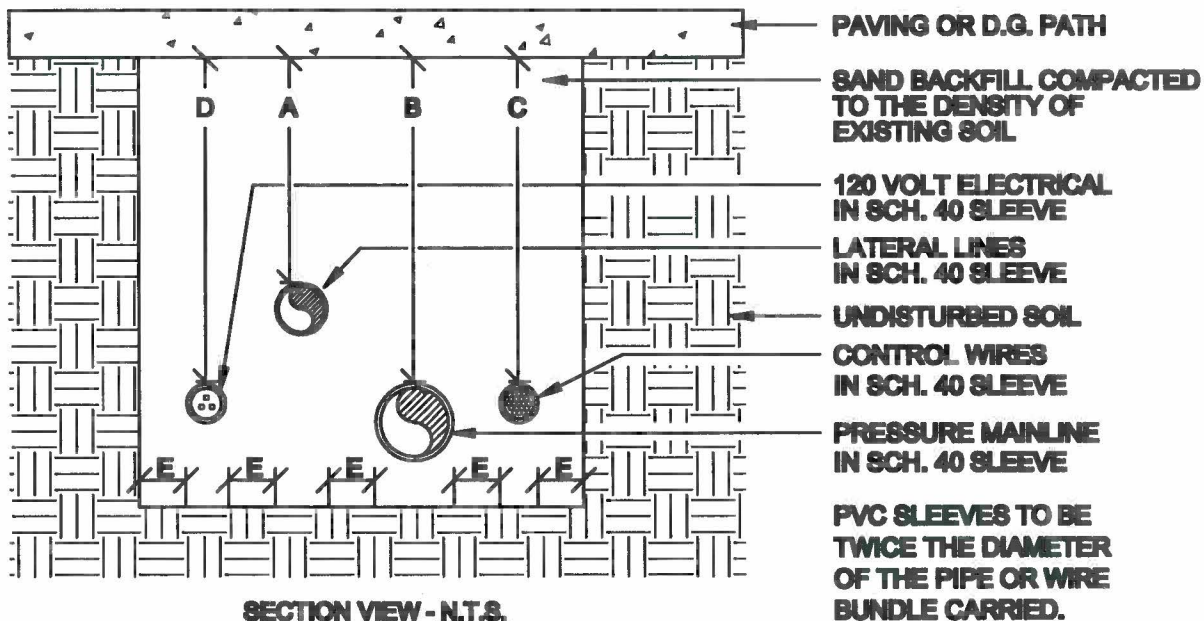 PAVING OR D.G. PATH
SAND BACKFILL COMPACTED
TO THE DENSITY OF
EXISTING SOIL
D A B C
120 VOLT ELECTRICAL
IN SCH. 40 SLEEVE
LATERAL LINES
IN SCH. 40 SLEEVE
UNDISTURBED SOIL
CONTROL WIRES
IN SCH. 40 SLEEVE
PRESSURE MAINLINE
IN SCH. 40 SLEEVE
E E E E E
PVC SLEEVES TO BE
TWICE THE DIAMETER
OF THE PIPE OR WIRE
BUNDLE CARRIED.
SECTION VIEW - N.T.S.